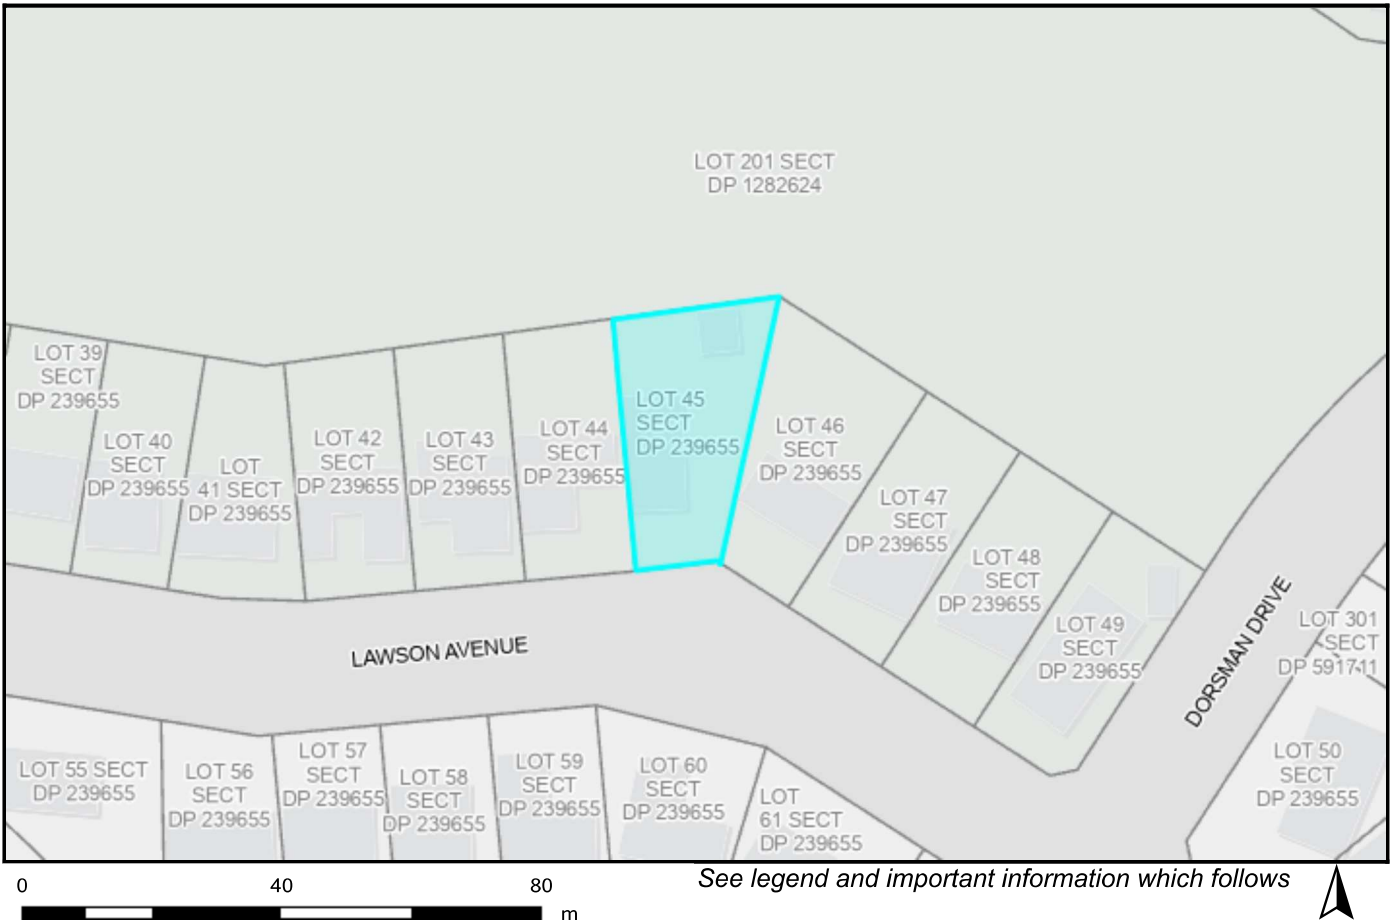 LOT 201 SECT
DP 1282624
LOT 39
SECT
DP 239655
LOT 40
SECT
DP 239655
LOT
41 SECT
DP 239655
LOT 42
SECT
DP 239655
LOT 43
SECT
DP 239655
LOT 44
SECT
DP 239655
LOT 45
SECT
DP 239655
LOT 46
SECT
DP 239655
LOT 47
SECT
DP 239655
LOT 48
SECT
DP 239655
LOT 49
SECT
DP 239655
LOT 301
SECT
DP 591711
DORSMAN DRIVE
LAWSON AVENUE
LOT 55 SECT
DP 239655
LOT 56
SECT
DP 239655
LOT 57
SECT
DP 239655
LOT 58
SECT
DP 239655
LOT 59
SECT
DP 239655
LOT 60
SECT
DP 239655
LOT
61 SECT
DP 239655
LOT 50
SECT
DP 239655
0 40 80
m
See legend and important information which follows